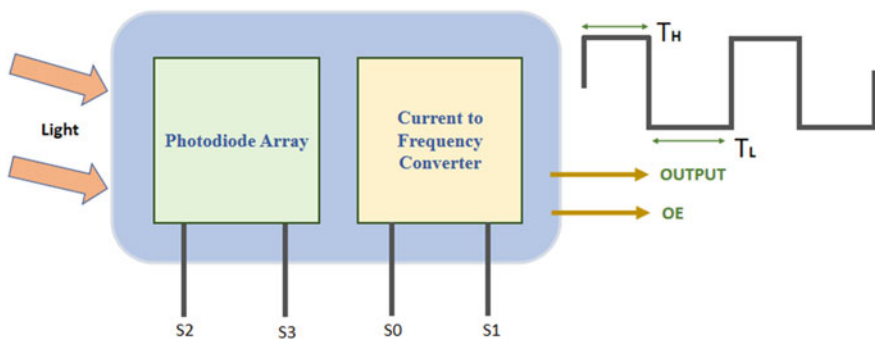 Light
Photodiode Array
Current to
Frequency
Converter
TH
TL
OUTPUT
OE
S2
S3
S0
S1